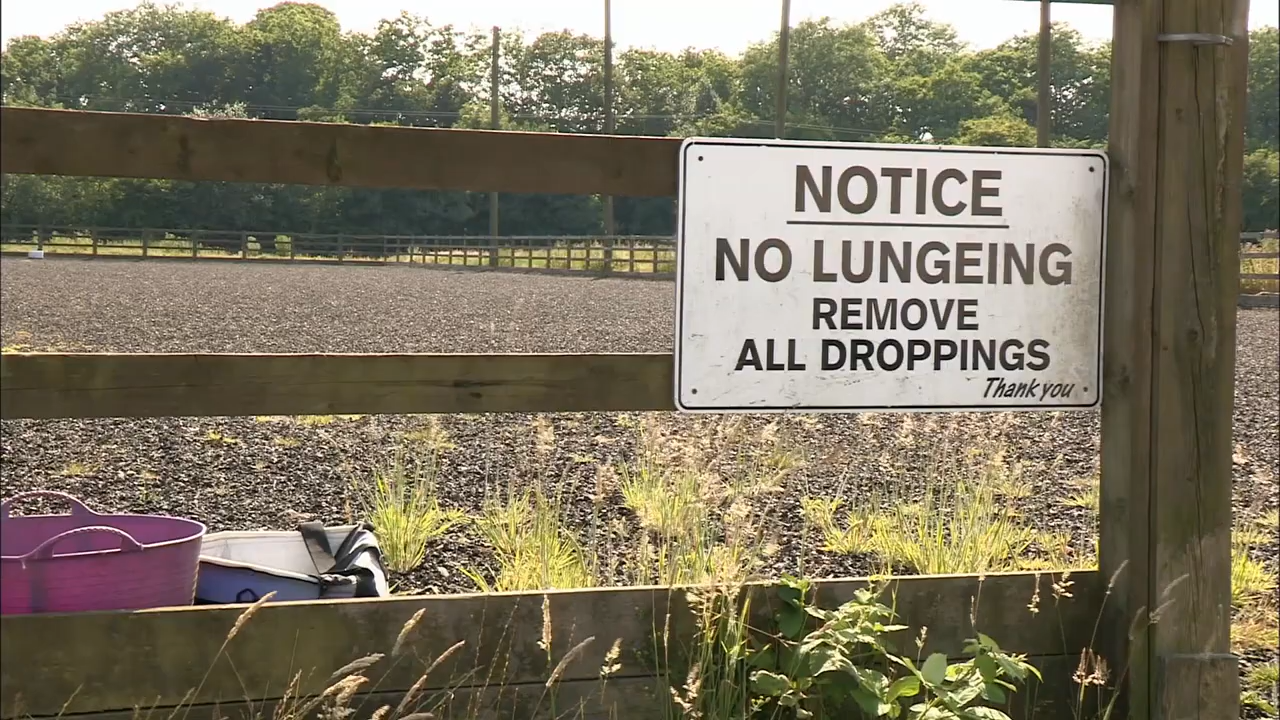 NOTICE
NO LUNGEING
REMOVE
ALL DROPPINGS
Thank you